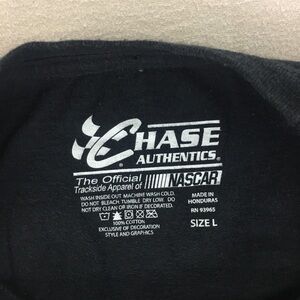 CHASE
AUTHENTICS®
The Official
Trackside Apparel of NASCAR
WASH INSIDE OUT. MACHINE WASH COLD.
DO NOT BLEACH. TUMBLE DRY LOW. DO
NOT DRY CLEAN OR IRON IF DECORATED.
100% COTTON
EXCLUSIVE OF DECORATION
STYLE AND GRAPHICS
MADE IN
HONDURAS
RN 93965
SIZE L